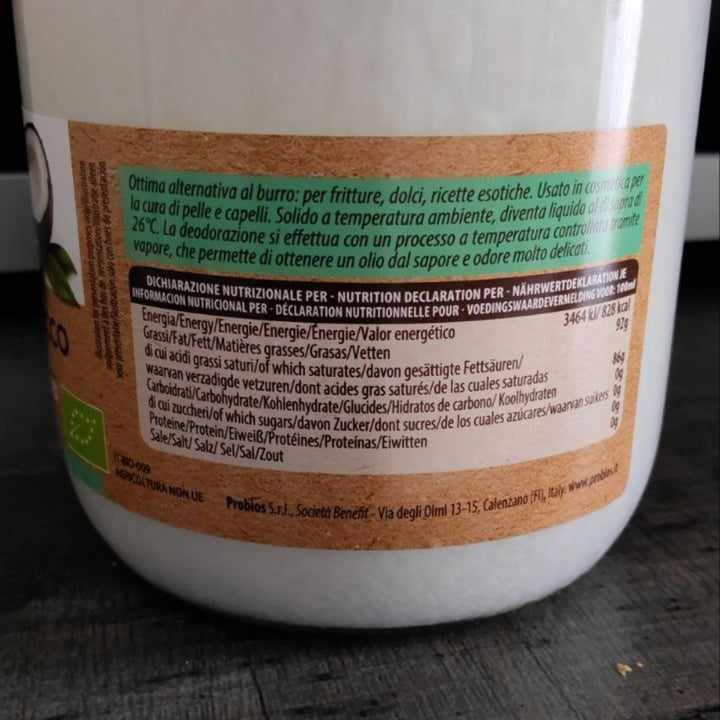 Ottima alternativa al burro: per fritture, dolci, ricette esotiche. Usato in cosmetica per
la cura di pelle e capelli. Solido a temperatura ambiente, diventa liquido al di sopra di
26°C. La deodorazione si effettua con un processo a temperatura controllata tramite
vapore, che permette di ottenere un olio dal sapore e odore molto delicati.
DICHIARAZIONE NUTRIZIONALE PER - NUTRITION DECLARATION PER - NÄHRWERTDEKLARATION JE
INFORMACION NUTRICIONAL PER - DÉCLARATION NUTRITIONNELLE POUR - VOEDINGSWAARDEVERMELDING VOOR: 100ml
Energia/Energy/Energie/Energie/Énergie/Valor energético 3464 kJ/ 828 kcal
Grassi/Fat/Fett/Matières grasses/Grasas/Vetten 92g
di cui acidi grassi saturi/of which saturates/davon gesättigte Fettsäuren/
waarvan verzadigde vetzuren/dont acides gras saturés/de las cuales saturadas 86g
Carboidrati/Carbohydrate/Kohlenhydrate/Glucides/Hidratos de carbono/ Koolhydraten 0g
di cui zuccheri/of which sugars/davon Zucker/dont sucres/de los cuales azúcares/waarvan suikers 0g
Proteine/Protein/Eiweiß/Protéines/Proteínas/Eiwitten 0g
Sale/Salt/ Salz/ Sel/Sal/Zout 0g
IT-BIO-009
AGRICOLTURA NON UE
Probios S.r.l., Società Benefit - Via degli Olmi 13-15, Calenzano (FI), Italy. www.probios.it